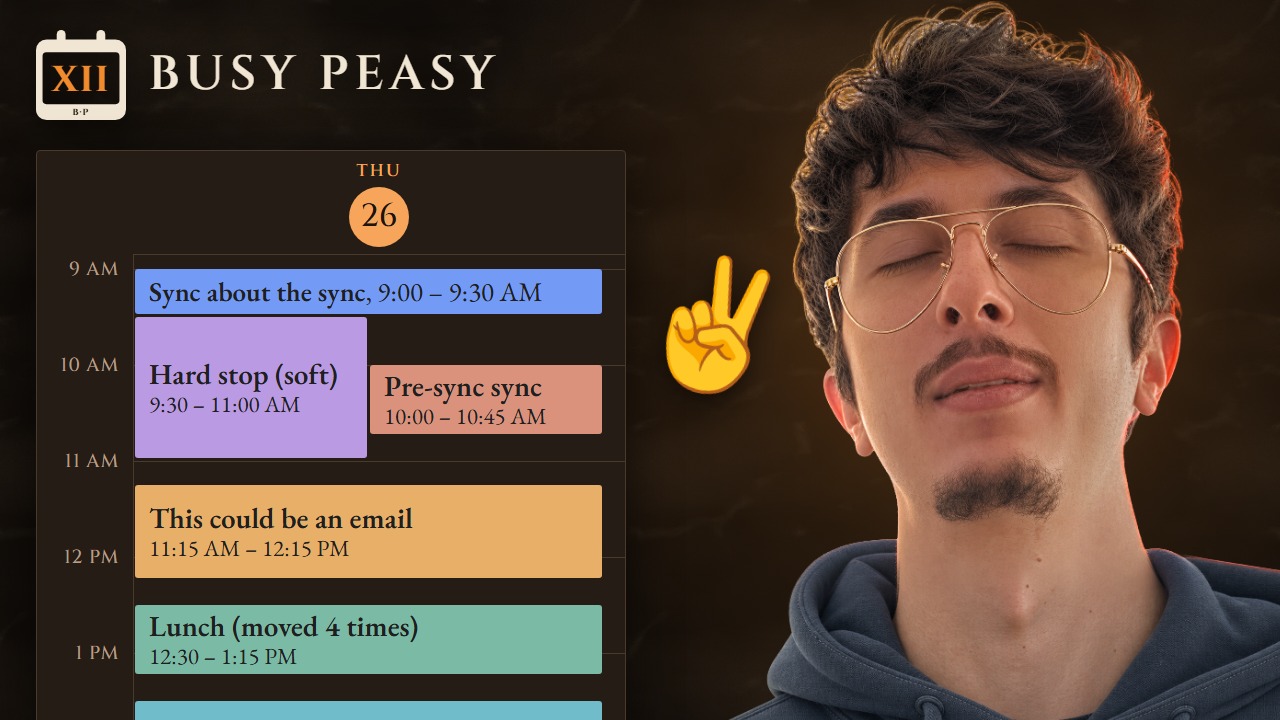 XII
B·P
BUSY PEASY
THU
26
9 AM
Sync about the sync, 9:00 – 9:30 AM
Hard stop (soft)
9:30 – 11:00 AM
10 AM
Pre-sync sync
10:00 – 10:45 AM
11 AM
This could be an email
11:15 AM – 12:15 PM
12 PM
Lunch (moved 4 times)
12:30 – 1:15 PM
1 PM